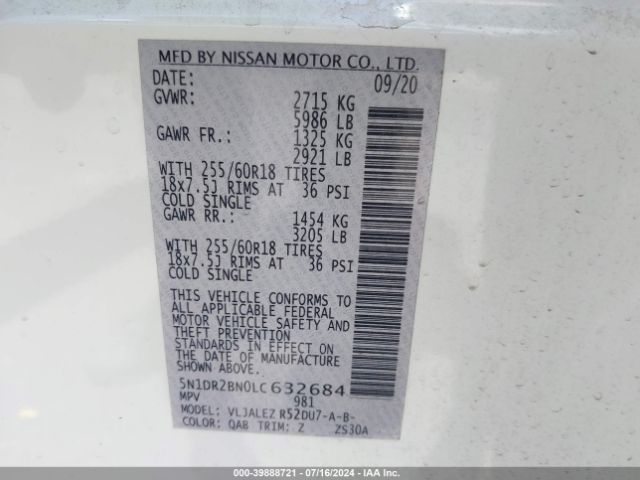 MFD BY NISSAN MOTOR CO., LTD.
DATE: 09/20
GVWR: 2715 KG
5986 LB
GAWR FR.: 1325 KG
2921 LB
WITH 255/60R18 TIRES
18x7.5J RIMS AT 36 PSI
COLD SINGLE
GAWR RR.: 1454 KG
3205 LB
WITH 255/60R18 TIRES
18x7.5J RIMS AT 36 PSI
COLD SINGLE
THIS VEHICLE CONFORMS TO
ALL APPLICABLE FEDERAL
MOTOR VEHICLE SAFETY AND
THEFT PREVENTION
STANDARDS IN EFFECT ON
THE DATE OF MANUFACTURE
SHOWN ABOVE.
5N1DR2BN0LC632684
MPV 981
MODEL: VLJALEZ R52DU7-A-B-
COLOR: QAB TRIM: Z ZS30A
000-39888721 - 07/16/2024 - IAA Inc.